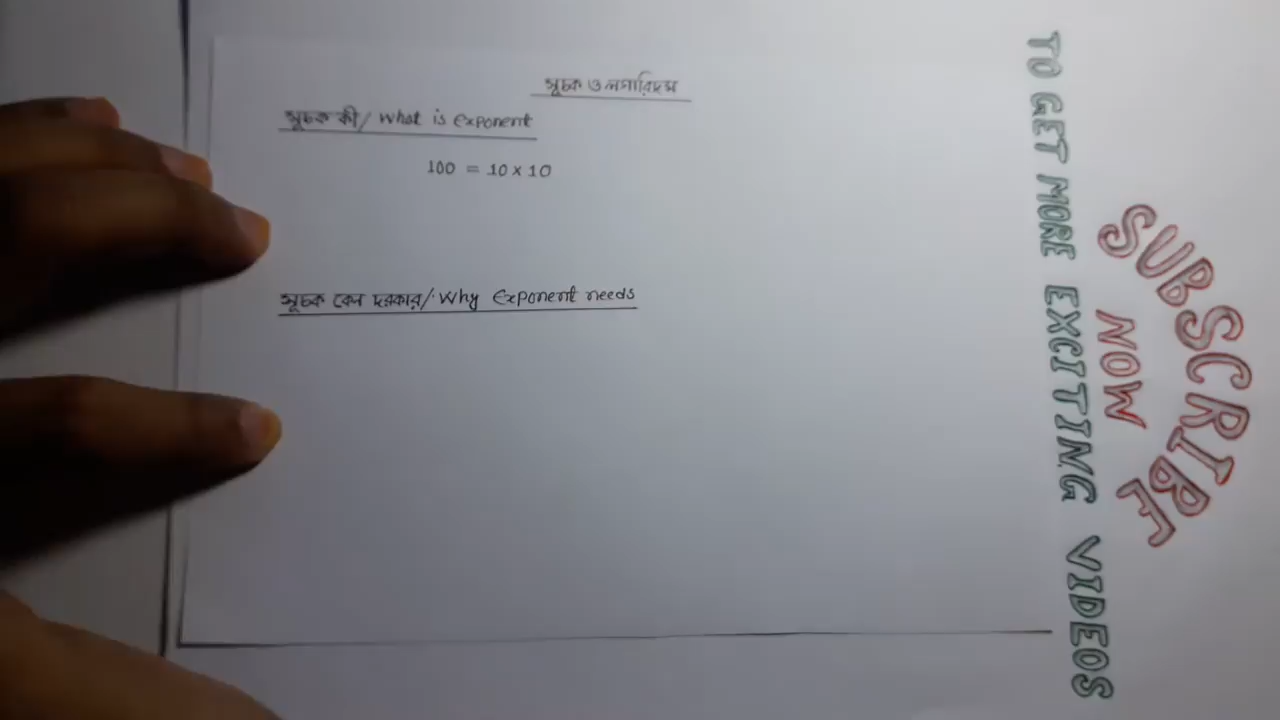 সূচক ও লগারিদম
সূচক কী / What is exponent
100 = 10 × 10
সূচক কেন দরকার / Why Exponent needs
TO GET MORE EXCITING VIDEOS
SUBSCRIBE
NOW